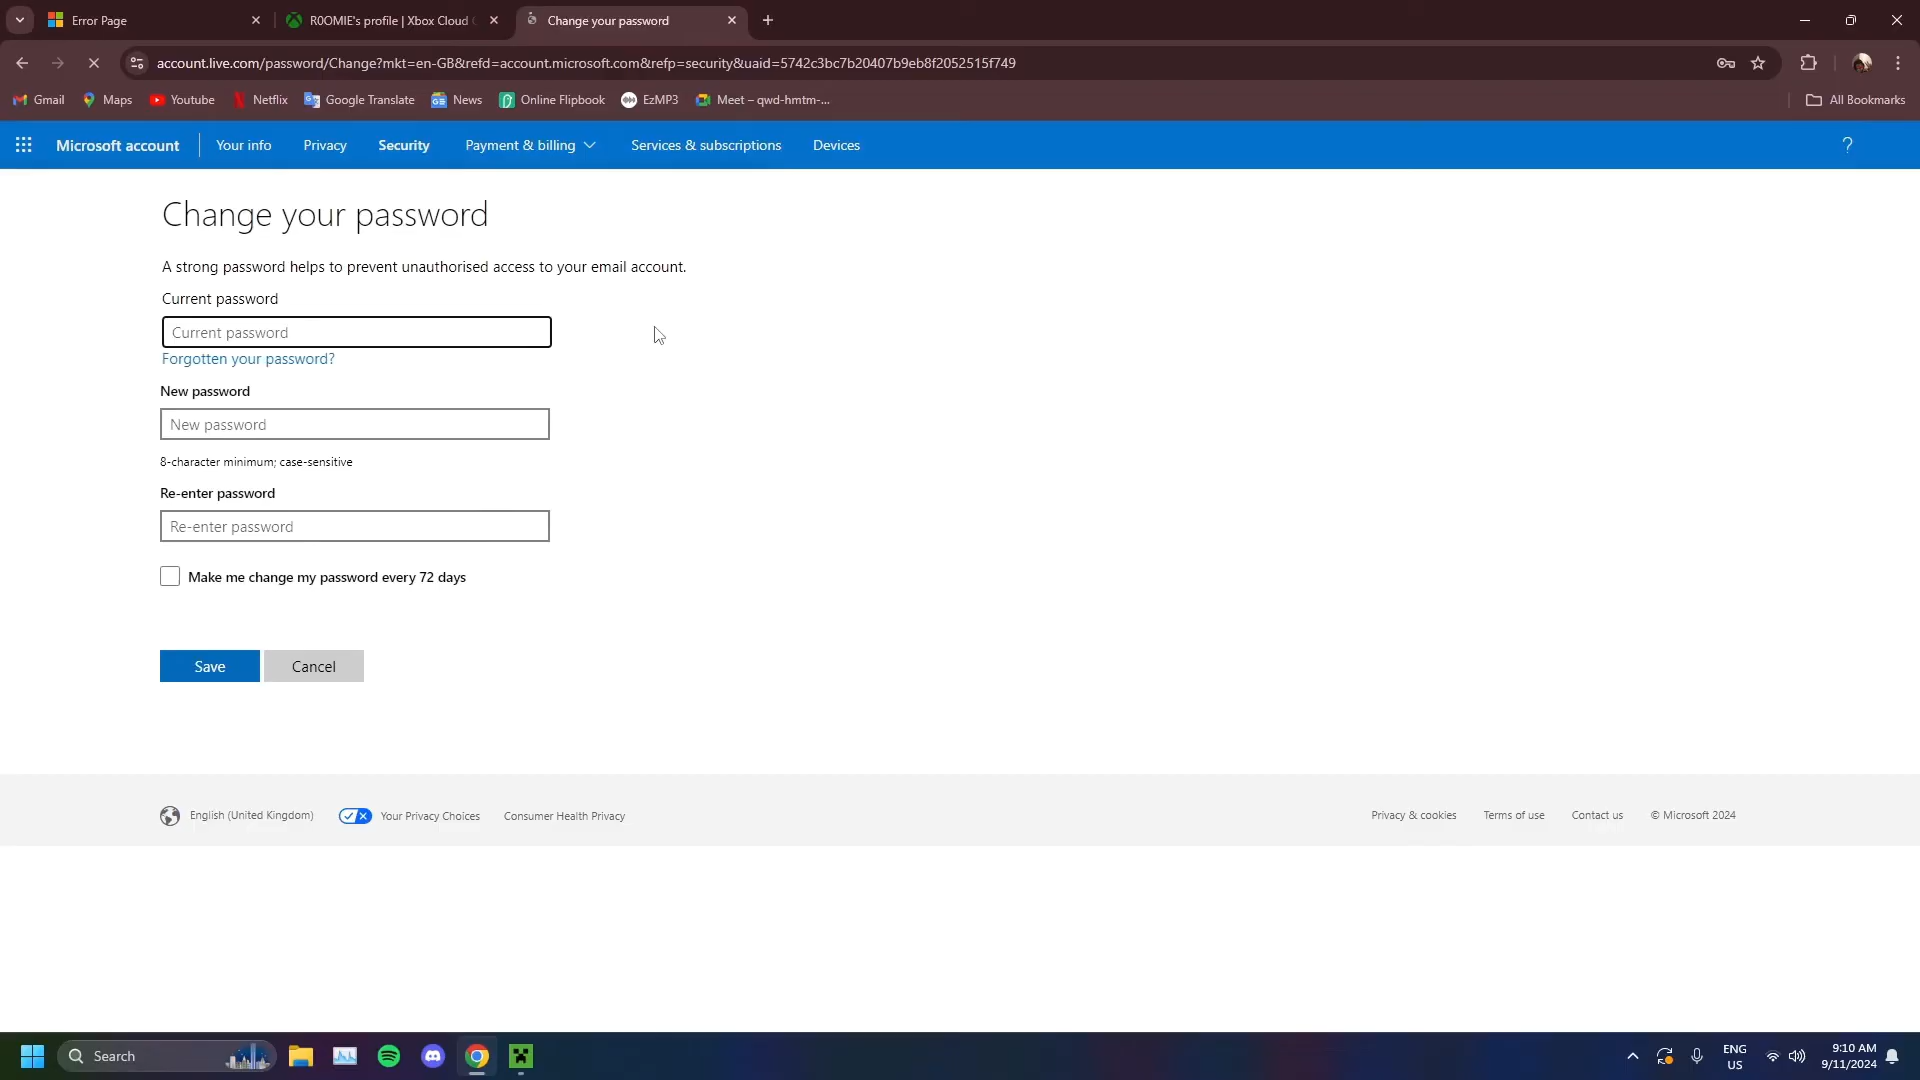 Error Page
R0OMIE's profile | Xbox Cloud
Change your password
account.live.com/password/Change?mkt=en-GB&refd=account.microsoft.com&refp=security&uaid=5742c3bc7b20407b9eb8f2052515f749
Gmail Maps Youtube Netflix Google Translate News Online Flipbook EzMP3 Meet – qwd-hmtm-... All Bookmarks
Microsoft account Your info Privacy Security Payment & billing Services & subscriptions Devices ?
Change your password
A strong password helps to prevent unauthorised access to your email account.
Current password
Current password
Forgotten your password?
New password
New password
8-character minimum; case-sensitive
Re-enter password
Re-enter password
Make me change my password every 72 days
Save Cancel
English (United Kingdom) Your Privacy Choices Consumer Health Privacy Privacy & cookies Terms of use Contact us © Microsoft 2024
Search
ENG
US
9:10 AM
9/11/2024